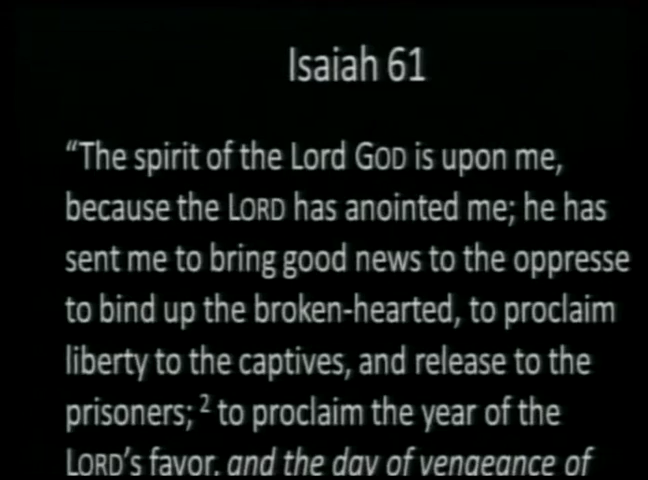 Isaiah 61
“The spirit of the Lord GOD is upon me,
because the LORD has anointed me; he has
sent me to bring good news to the oppresse
to bind up the broken-hearted, to proclaim
liberty to the captives, and release to the
prisoners; ² to proclaim the year of the
LORD’s favor, and the day of vengeance of